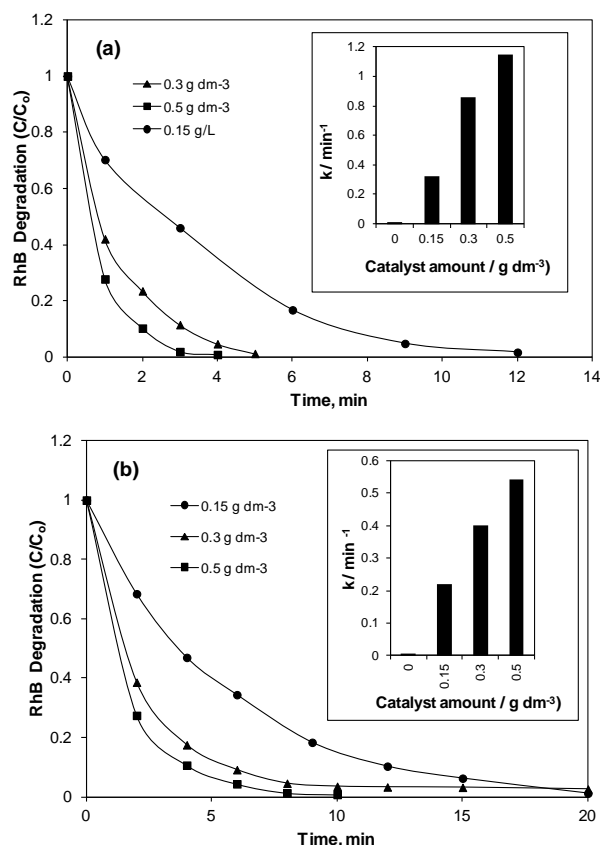 (a)
RhB Degradation (C/Co)
1.2
1
0.8
0.6
0.4
0.2
0
0.3 g dm-3
0.5 g dm-3
0.15 g/L
k / min-1
1.2
1
0.8
0.6
0.4
0.2
0
0 0.15 0.3 0.5
Catalyst amount / g dm-3)
0 2 4 6 8 10 12 14
Time, min
(b)
RhB Degradation (C/Co)
1.2
1
0.8
0.6
0.4
0.2
0
0.15 g dm-3
0.3 g dm-3
0.5 g dm-3
k / min -1
0.6
0.5
0.4
0.3
0.2
0.1
0
0 0.15 0.3 0.5
Catalyst amount / g dm-3)
0 5 10 15 20
Time, min